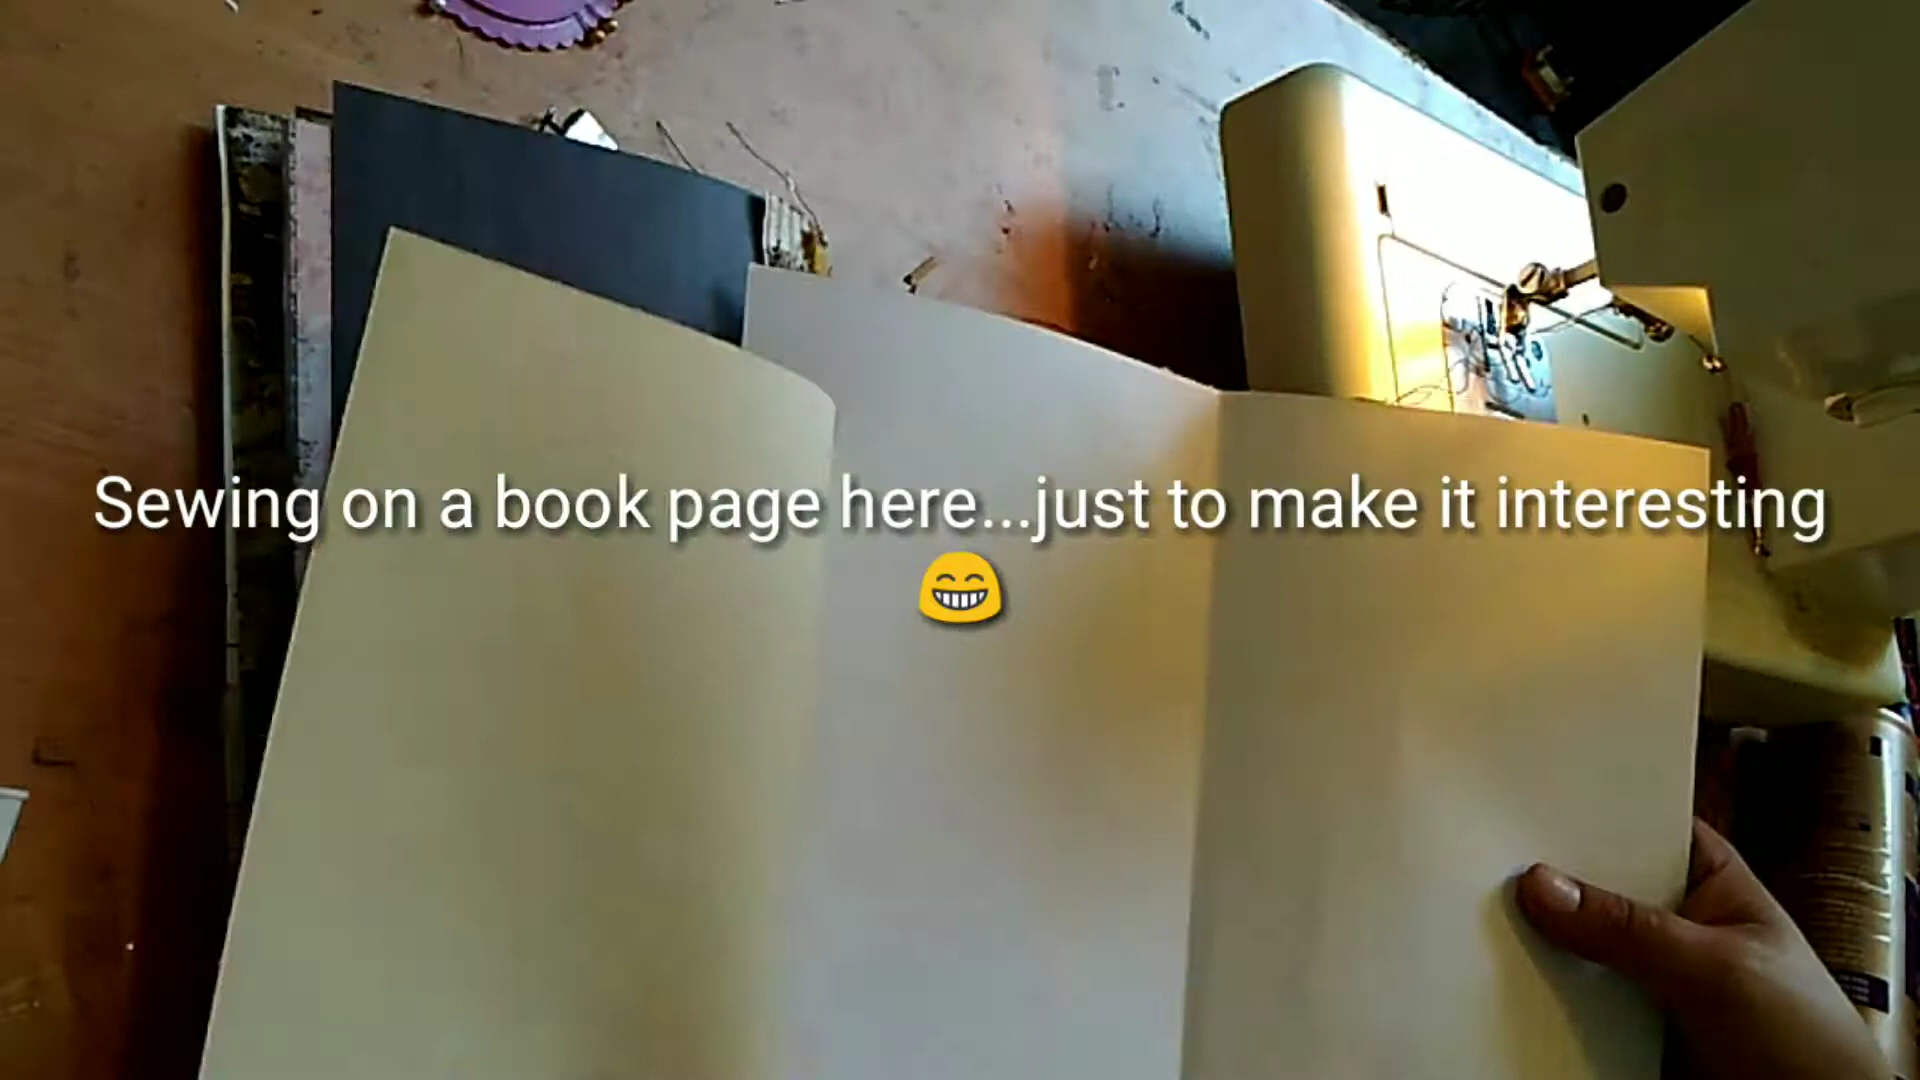 Sewing on a book page here...just to make it interesting
😁